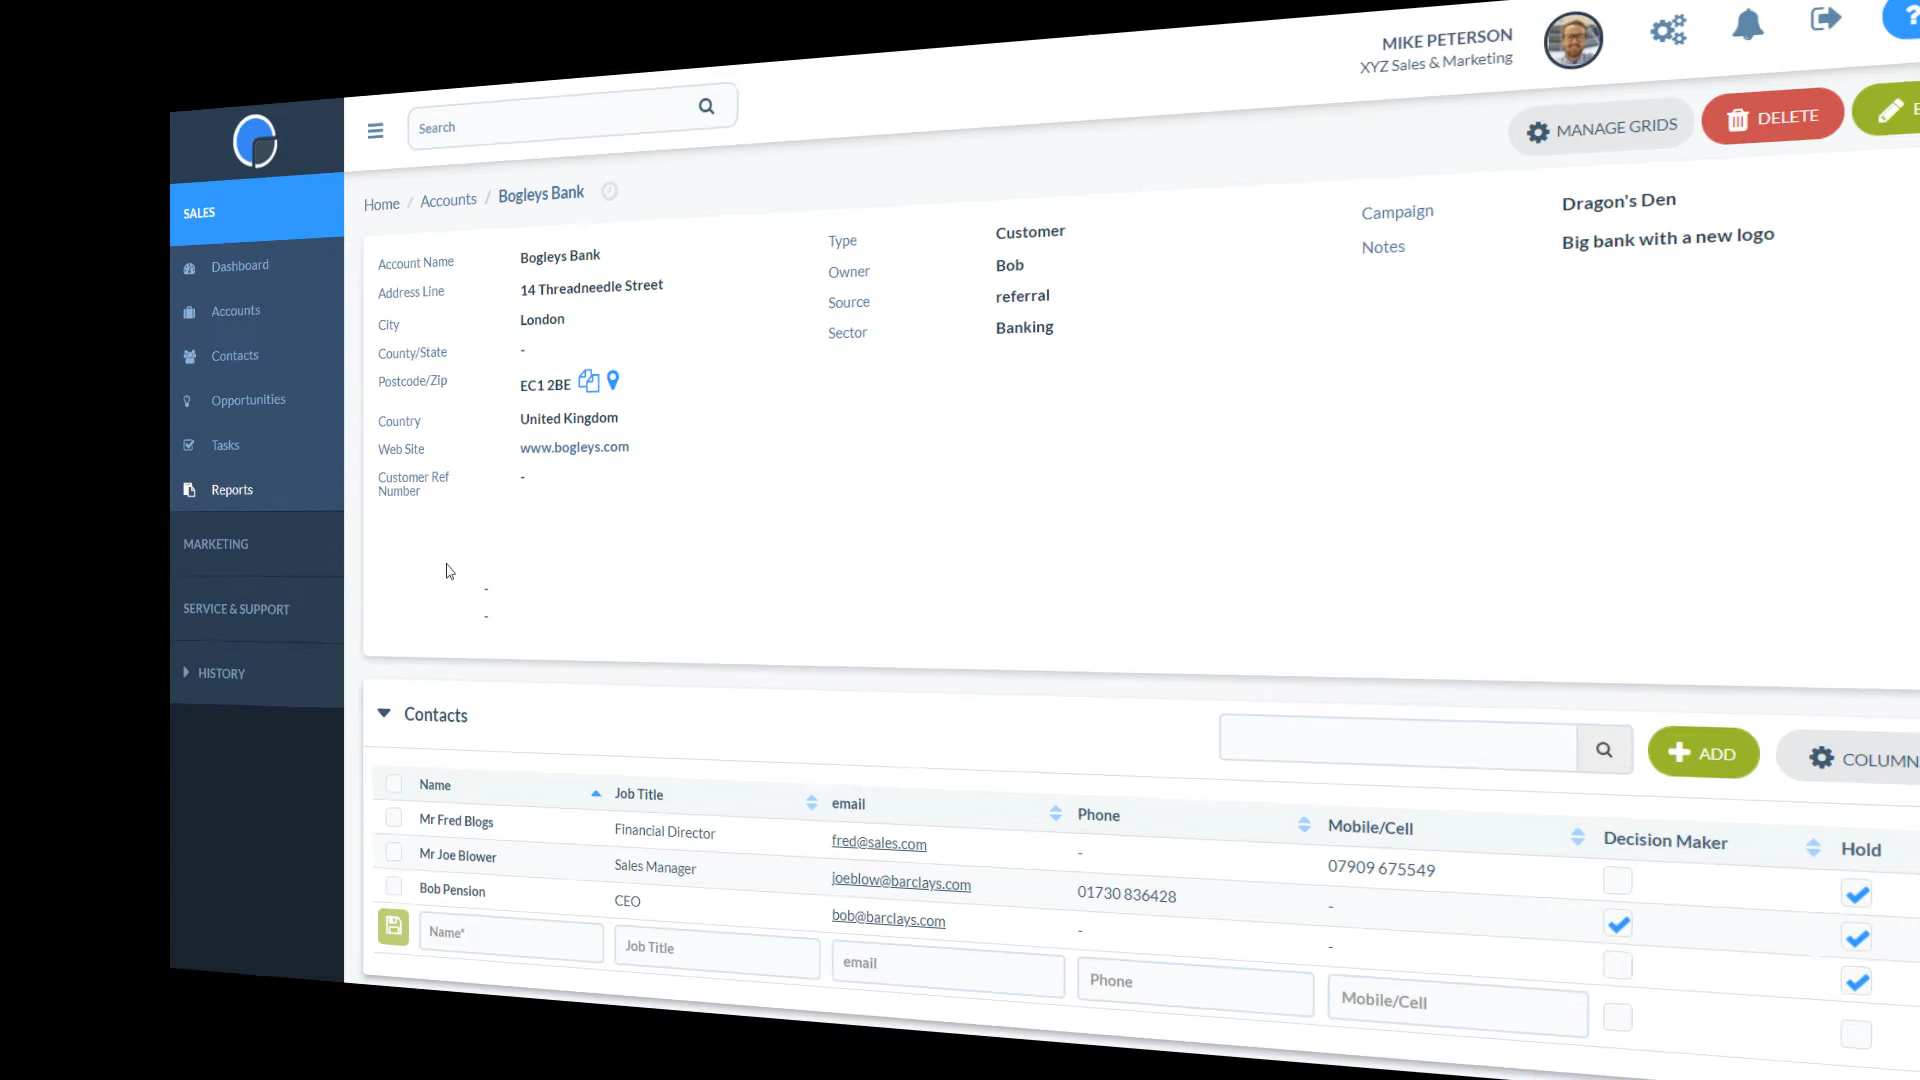 MIKE PETERSON
XYZ Sales & Marketing
?
Search
MANAGE GRIDS
DELETE
SALES
Dashboard
Accounts
Contacts
Opportunities
Tasks
Reports
MARKETING
SERVICE & SUPPORT
HISTORY
Home / Accounts / Bogleys Bank
Account Name Bogleys Bank
Address Line 14 Threadneedle Street
City London
County/State -
Postcode/Zip EC1 2BE
Country United Kingdom
Web Site www.bogleys.com
Customer Ref Number -
-
-
Type Customer
Owner Bob
Source referral
Sector Banking
Campaign Dragon's Den
Notes Big bank with a new logo
Contacts
ADD
COLUMN
Name Job Title email Phone Mobile/Cell Decision Maker Hold
Mr Fred Blogs Financial Director fred@sales.com - 07909 675549
Mr Joe Blower Sales Manager joeblow@barclays.com 01730 836428 -
Bob Pension CEO bob@barclays.com - -
Name* Job Title email Phone Mobile/Cell